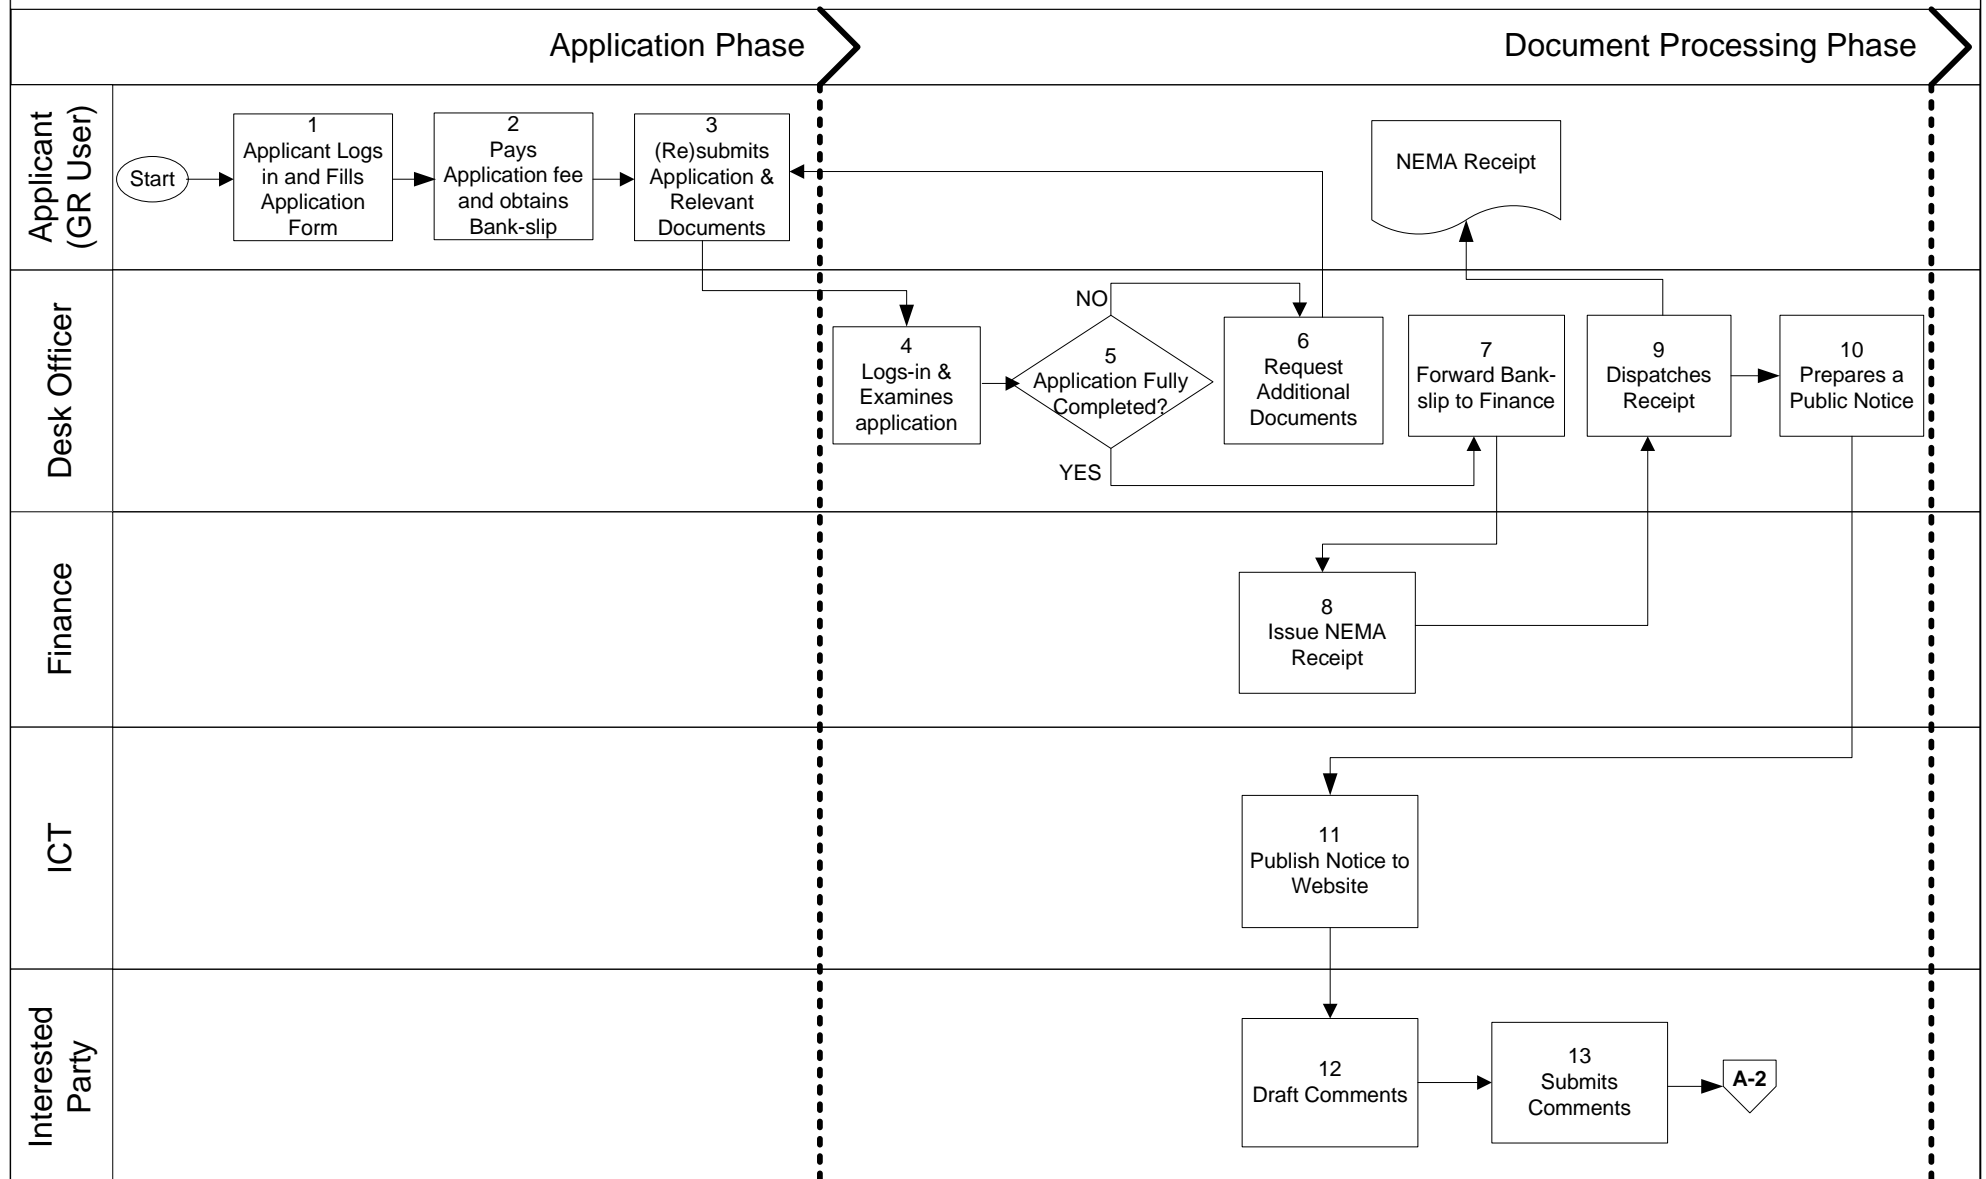 Application Phase
Document Processing Phase
Applicant
(GR User)
Start
1
Applicant Logs
in and Fills
Application
Form
2
Pays
Application fee
and obtains
Bank-slip
3
(Re)submits
Application &
Relevant
Documents
NEMA Receipt
Desk Officer
4
Logs-in &
Examines
application
NO
5
Application Fully
Completed?
YES
6
Request
Additional
Documents
7
Forward Bank-
slip to Finance
9
Dispatches
Receipt
10
Prepares a
Public Notice
Finance
8
Issue NEMA
Receipt
ICT
11
Publish Notice to
Website
Interested
Party
12
Draft Comments
13
Submits
Comments
A-2